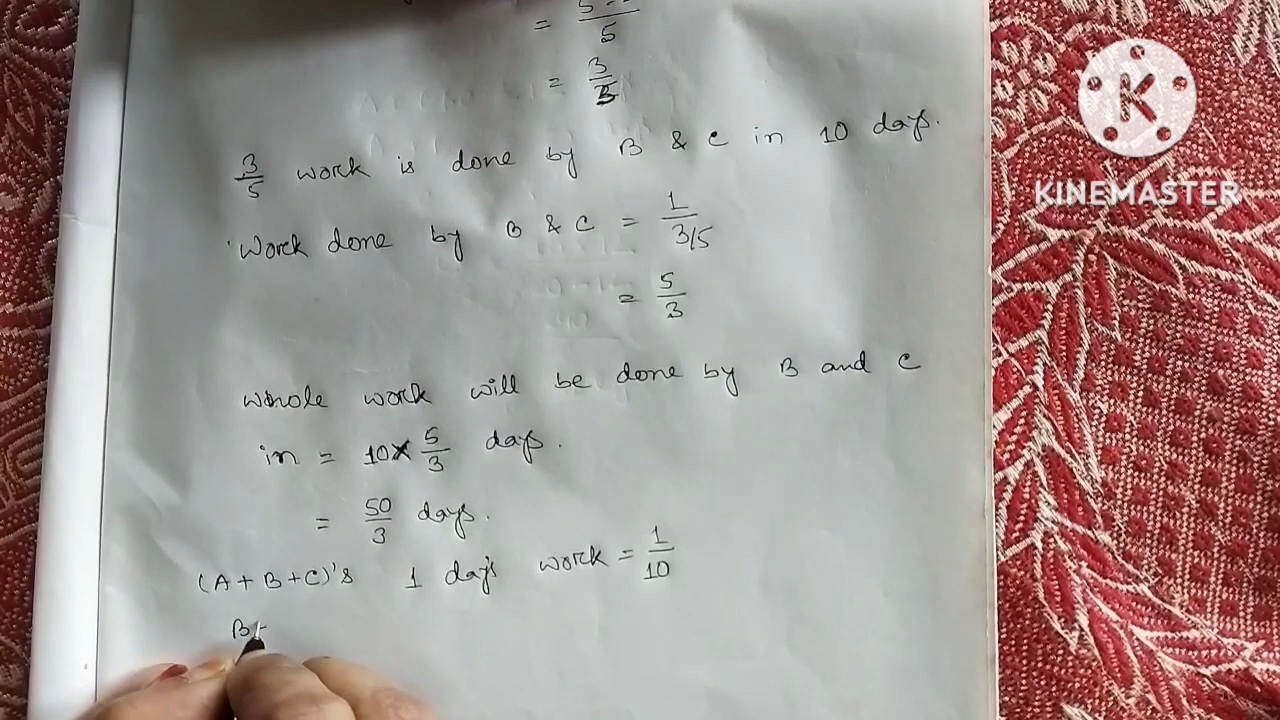 = 5
= 3/5
3/5 work is done by B & C in 10 days.
Work done by B & C = 1/3/5
= 5/3
Whole work will be done by B and C
in = 10 × 5/3 days.
= 50/3 days.
(A + B + C)'s 1 day's work = 1/10
B +
KINEMASTER